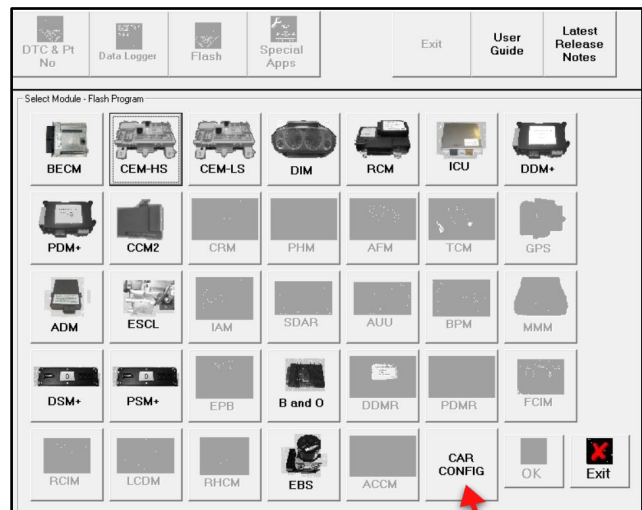 DTC & Pt
No
Data Logger
Flash
Special
Apps
Exit
User
Guide
Latest
Release
Notes
Select Module - Flash Program
BECM
CEM-HS
CEM-LS
DIM
RCM
ICU
DDM+
PDM+
CCM2
CRM
PHM
AFM
TCM
GPS
ADM
ESCL
IAM
SDAR
AUU
BPM
MMM
DSM+
PSM+
EPB
B and O
DDMR
PDMR
FCIM
RCIM
LCDM
RHCM
EBS
ACCM
CAR
CONFIG
OK
Exit